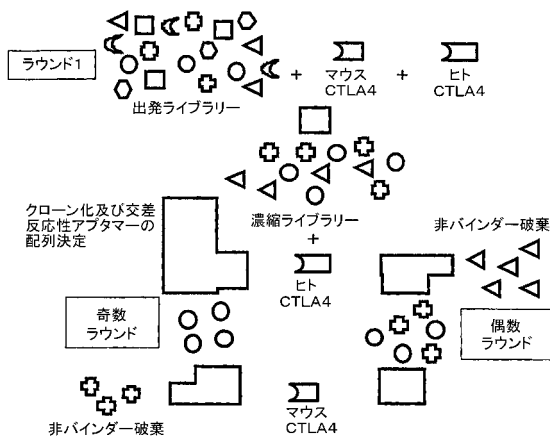 ラウンド1
出発ライブラリー
+
マウス
CTLA4
+
ヒト
CTLA4
クローン化及び交差
反応性アプタマーの
配列決定
濃縮ライブラリー
+
ヒト
CTLA4
非バインダー破棄
奇数
ラウンド
偶数
ラウンド
非バインダー破棄
マウス
CTLA4